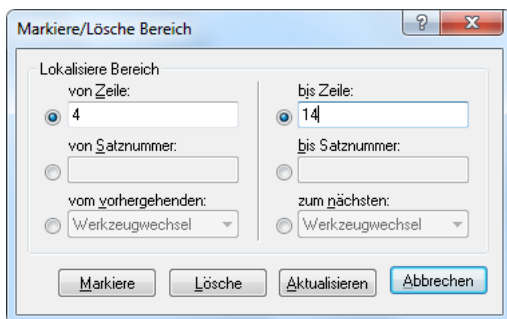 Markiere/Lösche Bereich
Lokalisiere Bereich
von Zeile:
bis Zeile:
4
14
von Satznummer:
bis Satznummer:
vom vorhergehenden:
zum nächsten:
Werkzeugwechsel
Werkzeugwechsel
Markiere
Lösche
Aktualisieren
Abbrechen